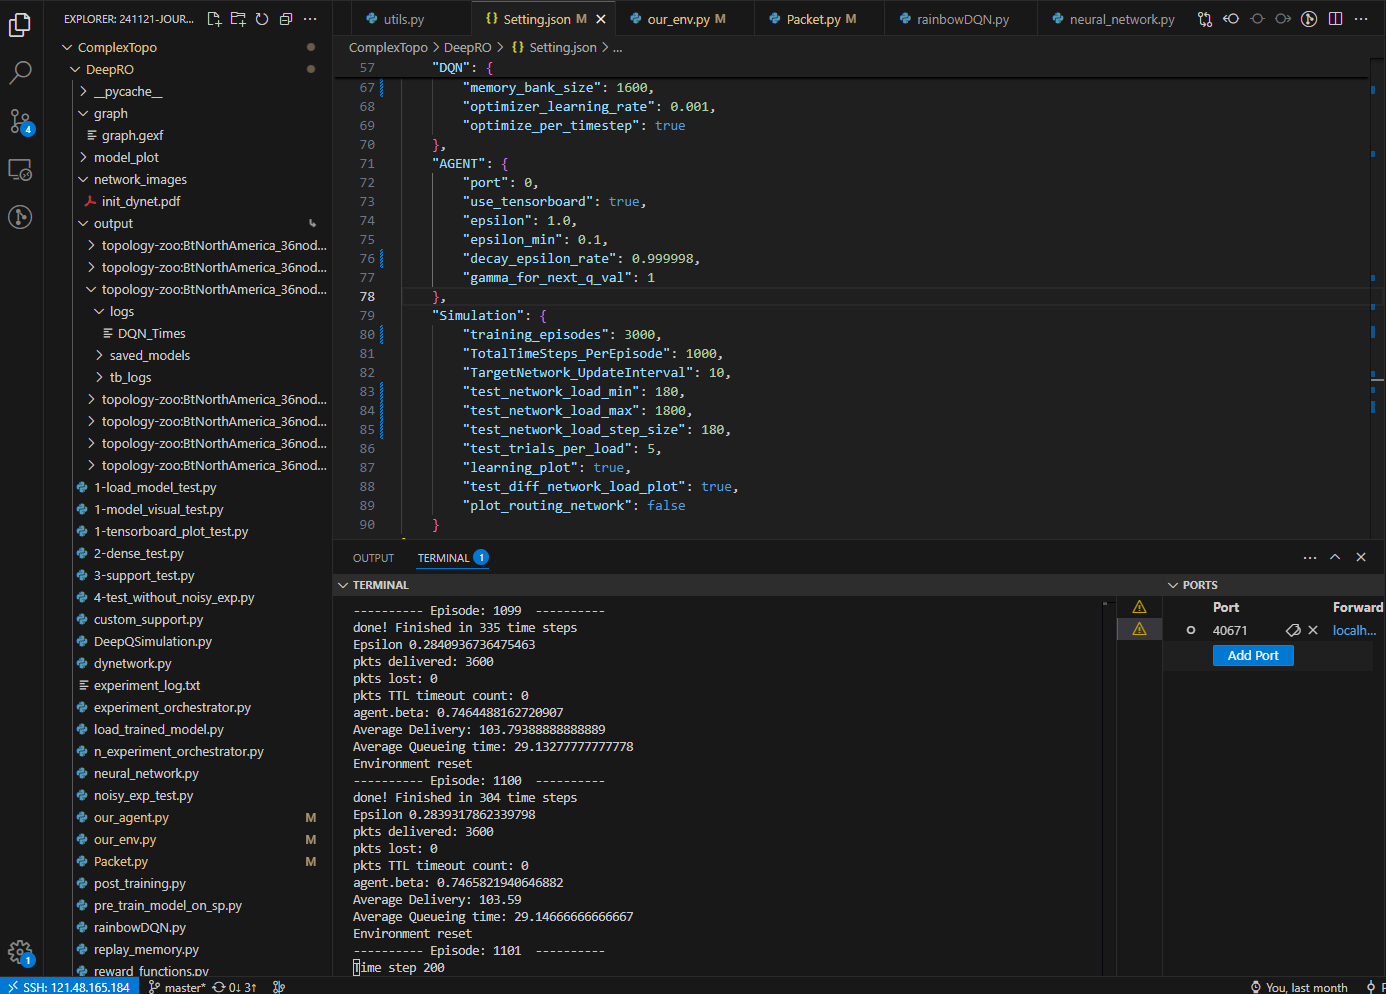 EXPLORER: 241121-JOUR...
ComplexTopo
DeepRO
__pycache__
graph
graph.gexf
model_plot
network_images
init_dynet.pdf
output
topology-zoo:BtNorthAmerica_36nod...
topology-zoo:BtNorthAmerica_36nod...
topology-zoo:BtNorthAmerica_36nod...
logs
DQN_Times
saved_models
tb_logs
topology-zoo:BtNorthAmerica_36nod...
topology-zoo:BtNorthAmerica_36nod...
topology-zoo:BtNorthAmerica_36nod...
topology-zoo:BtNorthAmerica_36nod...
1-load_model_test.py
1-model_visual_test.py
1-tensorboard_plot_test.py
2-dense_test.py
3-support_test.py
4-test_without_noisy_exp.py
custom_support.py
DeepQSimulation.py
dynetwork.py
experiment_log.txt
experiment_orchestrator.py
load_trained_model.py
n_experiment_orchestrator.py
neural_network.py
noisy_exp_test.py
our_agent.py M
our_env.py M
Packet.py M
post_training.py
pre_train_model_on_sp.py
rainbowDQN.py
replay_memory.py
reward_functions.py
4
1
utils.py
Setting.json M
our_env.py M
Packet.py M
rainbowDQN.py
neural_network.py
ComplexTopo > DeepRO > {} Setting.json > ...
57 "DQN": {
67 "memory_bank_size": 1600,
68 "optimizer_learning_rate": 0.001,
69 "optimize_per_timestep": true
70 },
71 "AGENT": {
72 "port": 0,
73 "use_tensorboard": true,
74 "epsilon": 1.0,
75 "epsilon_min": 0.1,
76 "decay_epsilon_rate": 0.999998,
77 "gamma_for_next_q_val": 1
78 },
79 "Simulation": {
80 "training_episodes": 3000,
81 "TotalTimeSteps_PerEpisode": 1000,
82 "TargetNetwork_UpdateInterval": 10,
83 "test_network_load_min": 180,
84 "test_network_load_max": 1800,
85 "test_network_load_step_size": 180,
86 "test_trials_per_load": 5,
87 "learning_plot": true,
88 "test_diff_network_load_plot": true,
89 "plot_routing_network": false
90 }
OUTPUT TERMINAL 1
TERMINAL
---------- Episode: 1099 ----------
done! Finished in 335 time steps
Epsilon 0.2840936736475463
pkts delivered: 3600
pkts lost: 0
pkts TTL timeout count: 0
agent.beta: 0.7464488162720907
Average Delivery: 103.79388888888889
Average Queueing time: 29.13277777777778
Environment reset
---------- Episode: 1100 ----------
done! Finished in 304 time steps
Epsilon 0.2839317862339798
pkts delivered: 3600
pkts lost: 0
pkts TTL timeout count: 0
agent.beta: 0.7465821940646882
Average Delivery: 103.59
Average Queueing time: 29.14666666666667
Environment reset
---------- Episode: 1101 ----------
Time step 200
PORTS
Port Forward
40671 localh...
Add Port
SSH: 121.48.165.184 master* 0↓ 3↑
You, last month